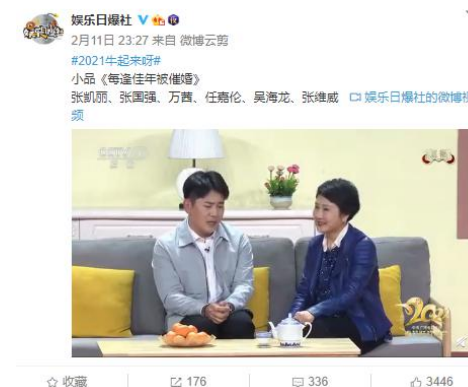 娱乐日爆社
2月11日 23:27 来自 微博云剪
#2021牛起来呀#
小品《每逢佳年被催婚》
张凯丽、张国强、万茜、任嘉伦、吴海龙、张维威 娱乐日爆社的微博视
频
CCTV
收藏
176
336
3446